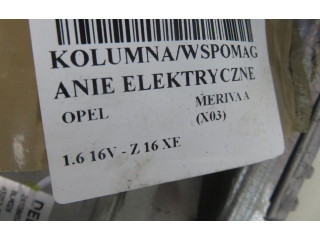 KOLUMNA/WSPOMAG
ANIE ELEKTRYCZNE
OPEL MERIVA A
(X03)
1.6 16V - Z 16 XE